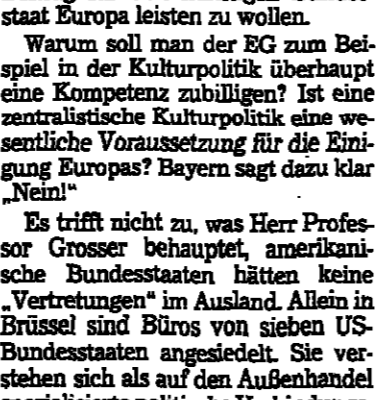 staat Europa leisten zu wollen.
Warum soll man der EG zum Bei-
spiel in der Kulturpolitik überhaupt
eine Kompetenz zubilligen? Ist eine
zentralistische Kulturpolitik eine we-
sentliche Voraussetzung für die Eini-
gung Europas? Bayern sagt dazu klar
„Nein!“
Es trifft nicht zu, was Herr Profes-
sor Grosser behauptet, amerikani-
sche Bundesstaaten hätten keine
„Vertretungen“ im Ausland. Allein in
Brüssel sind Büros von sieben US-
Bundesstaaten angesiedelt. Sie ver-
stehen sich als auf den Außenhandel